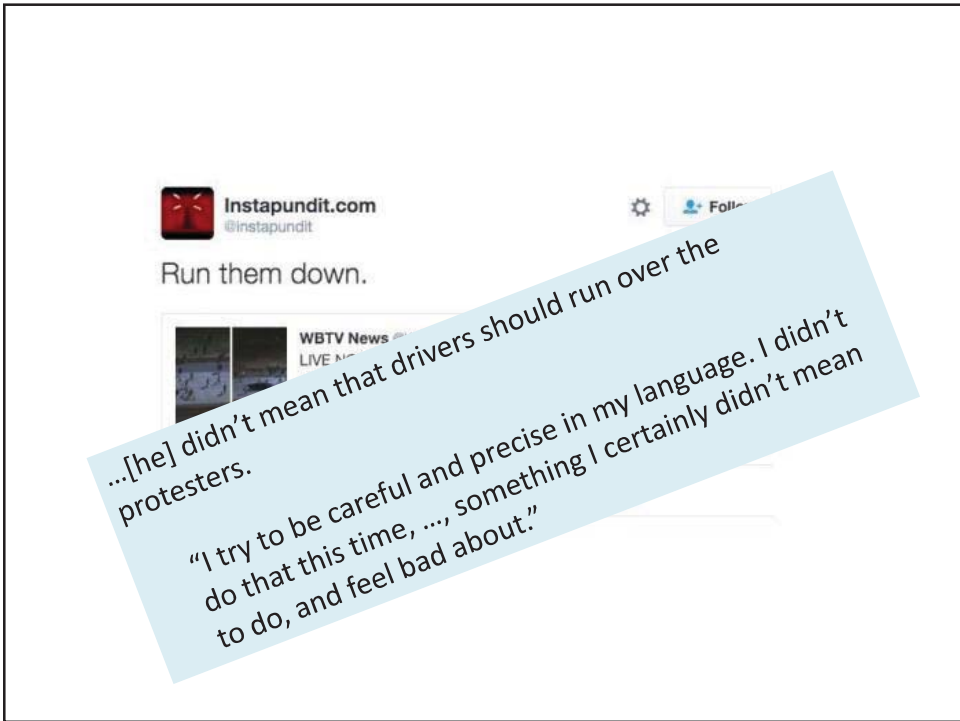 Instapundit.com
@instapundit
Run them down.
WBTV News
LIVE
…[he] didn’t mean that drivers should run over the
protesters.
“I try to be careful and precise in my language. I didn’t
do that this time, …, something I certainly didn’t mean
to do, and feel bad about.”